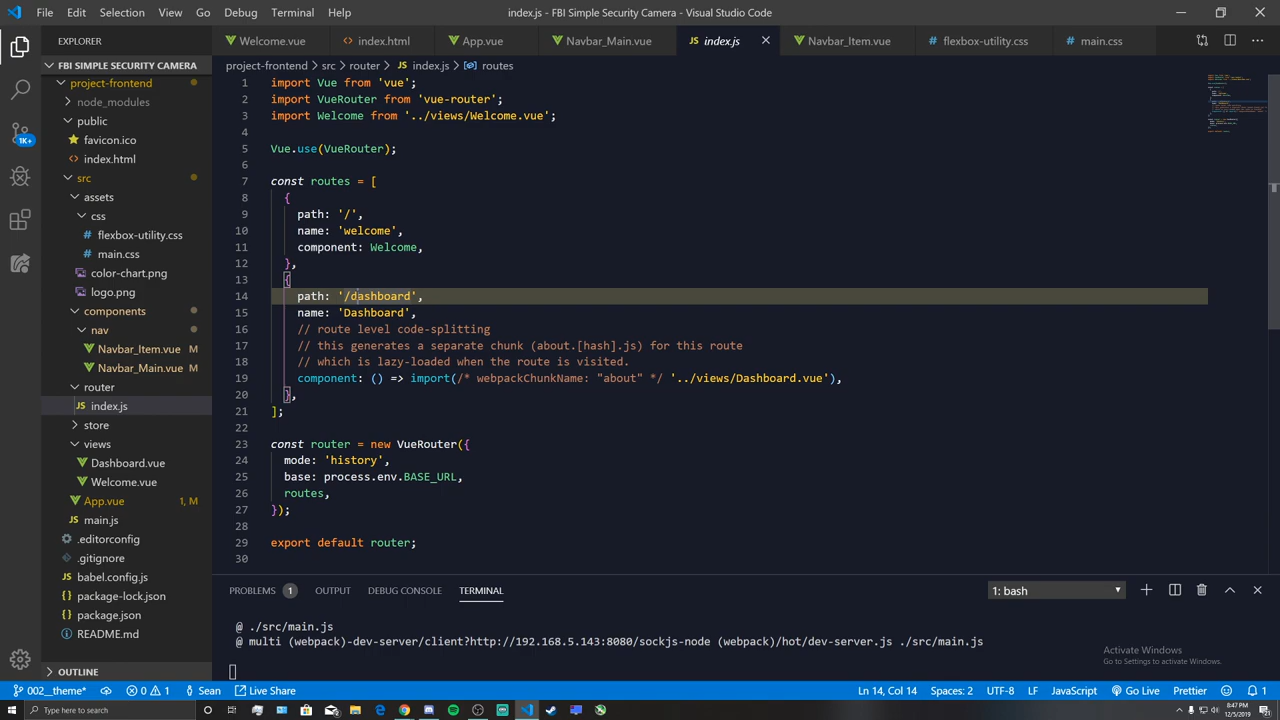 File Edit Selection View Go Debug Terminal Help
index.js - FBI Simple Security Camera - Visual Studio Code
EXPLORER
Welcome.vue
index.html
App.vue
Navbar_Main.vue
index.js
Navbar_Item.vue
flexbox-utility.css
main.css
FBI SIMPLE SECURITY CAMERA
project-frontend > src > router > index.js > routes
project-frontend
node_modules
public
favicon.ico
index.html
src
assets
css
flexbox-utility.css
main.css
color-chart.png
logo.png
components
nav
Navbar_Item.vue M
Navbar_Main.vue M
router
index.js
store
views
Dashboard.vue
Welcome.vue
App.vue 1, M
main.js
.editorconfig
.gitignore
babel.config.js
package-lock.json
package.json
README.md
OUTLINE
1K+
1 import Vue from 'vue';
2 import VueRouter from 'vue-router';
3 import Welcome from '../views/Welcome.vue';
4
5 Vue.use(VueRouter);
6
7 const routes = [
8 {
9 path: '/',
10 name: 'welcome',
11 component: Welcome,
12 },
13 {
14 path: '/dashboard',
15 name: 'Dashboard',
16 // route level code-splitting
17 // this generates a separate chunk (about.[hash].js) for this route
18 // which is lazy-loaded when the route is visited.
19 component: () => import(/* webpackChunkName: "about" */ '../views/Dashboard.vue'),
20 },
21 ];
22
23 const router = new VueRouter({
24 mode: 'history',
25 base: process.env.BASE_URL,
26 routes,
27 });
28
29 export default router;
30
PROBLEMS 1 OUTPUT DEBUG CONSOLE TERMINAL
1: bash
@ ./src/main.js
@ multi (webpack)-dev-server/client?http://192.168.5.143:8080/sockjs-node (webpack)/hot/dev-server.js ./src/main.js
Activate Windows
Go to Settings to activate Windows.
002__theme* 0 1 Sean Live Share
Ln 14, Col 14 Spaces: 2 UTF-8 LF JavaScript Go Live Prettier 1
Type here to search
8:47 PM
12/5/2019